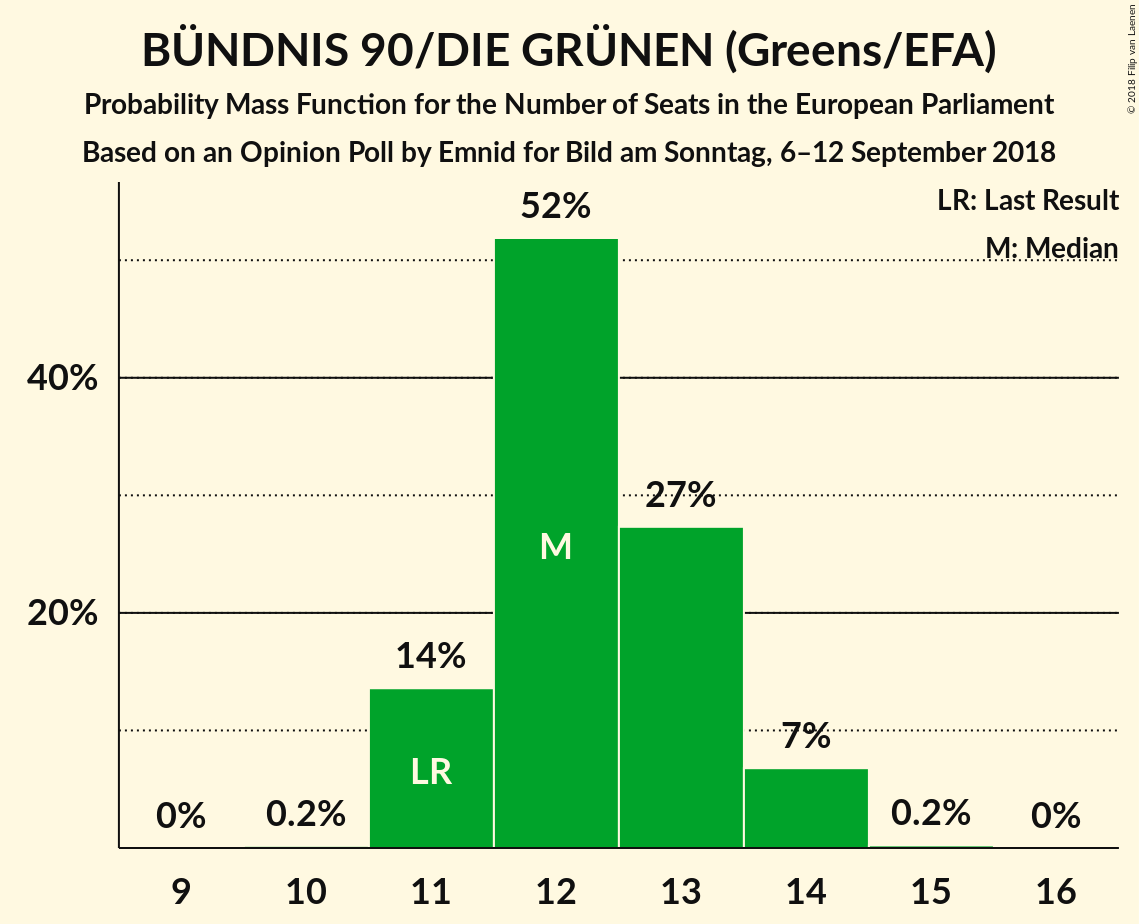 BÜNDNIS 90/DIE GRÜNEN (Greens/EFA)
Probability Mass Function for the Number of Seats in the European Parliament
Based on an Opinion Poll by Emnid for Bild am Sonntag, 6–12 September 2018
© 2018 Filip van Laenen
LR: Last Result
M: Median
52%
40%
27%
M
20%
14%
7%
LR
0%
0.2%
0.2%
0%
9 10 11 12 13 14 15 16